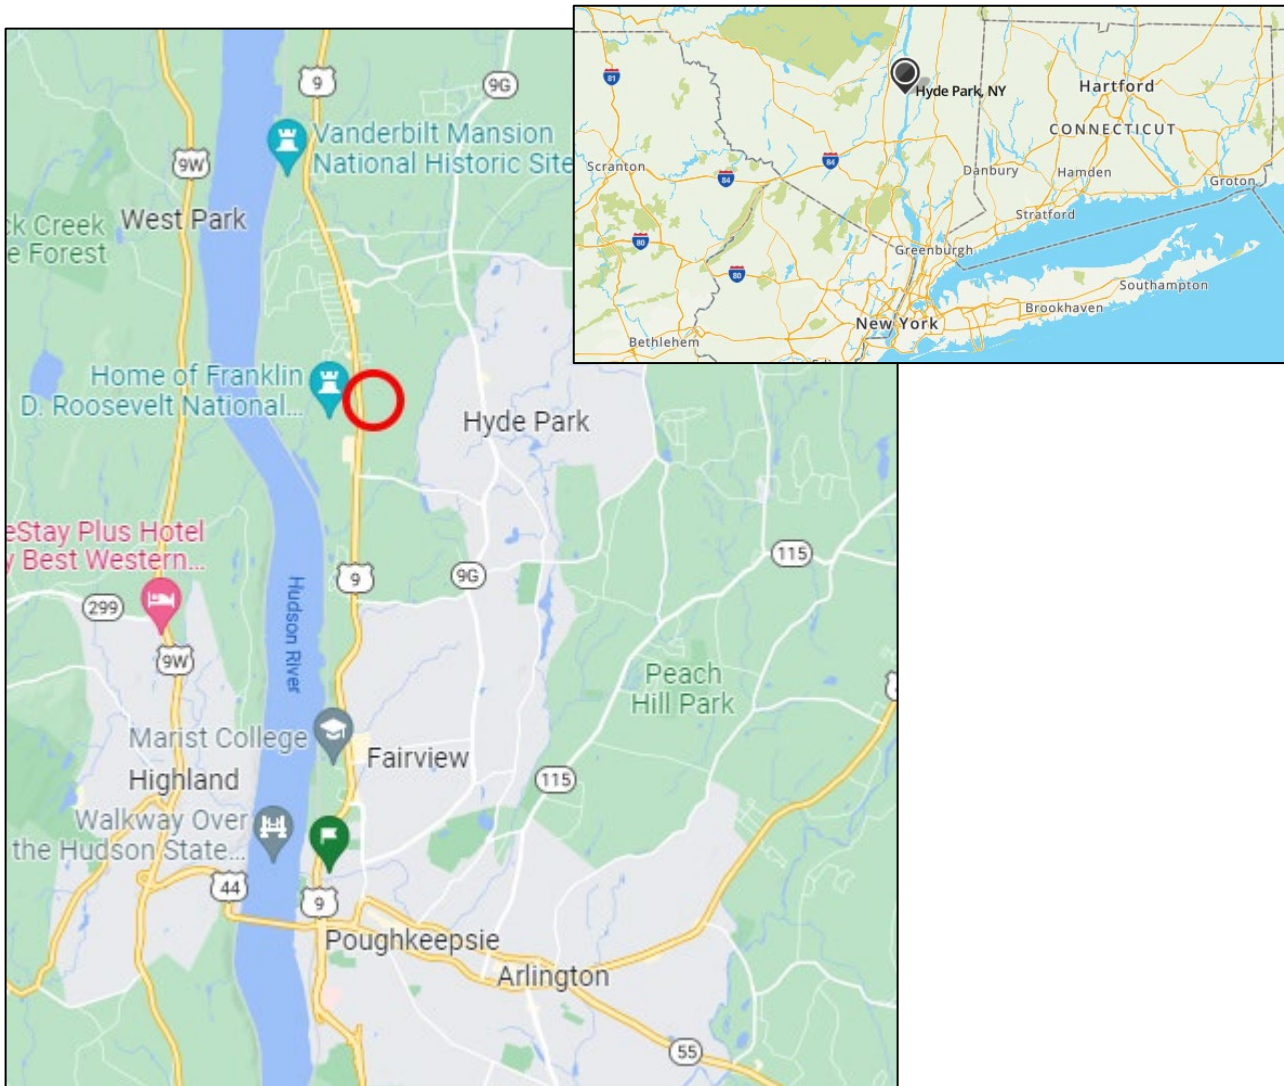 9
9G
Vanderbilt Mansion
National Historic Site
9W
West Park
ck Creek
e Forest
Home of Franklin
D. Roosevelt National...
Hyde Park
eStay Plus Hotel
y Best Western...
115
9
9G
299
Hudson River
9W
Peach
Hill Park
Marist College
Fairview
Highland
115
Walkway Over
the Hudson State...
44
9
Poughkeepsie
Arlington
55
81
Hyde Park, NY
Hartford
CONNECTICUT
Scranton
84
84
Danbury
Hamden
Groton
Stratford
80
Greenburgh
80
Southampton
Brookhaven
New York
Bethlehem